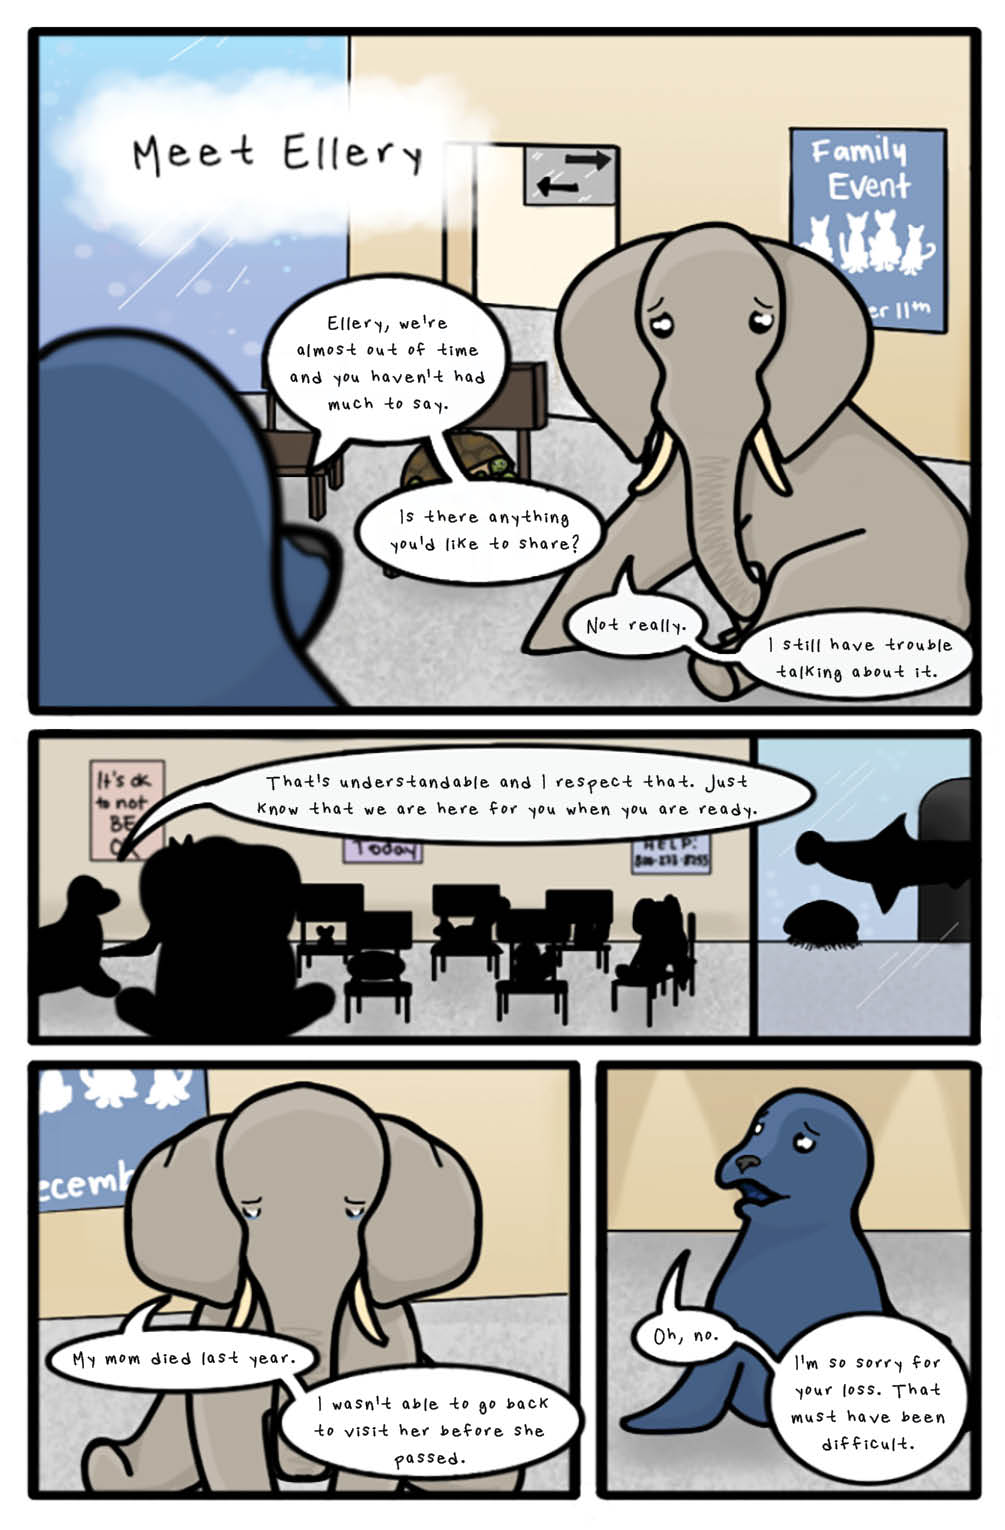 Meet Ellery
Family
Event
er 11th
Ellery, we're
almost out of time
and you haven't had
much to say.
Is there anything
you'd like to share?
Not really.
I still have trouble
talking about it.
It's ok
to not
BE
OK
That's understandable and I respect that. Just
know that we are here for you when you are ready.
Today
HELP:
800-273-8255
ecemb
My mom died last year.
I wasn't able to go back
to visit her before she
passed.
Oh, no.
I'm so sorry for
your loss. That
must have been
difficult.